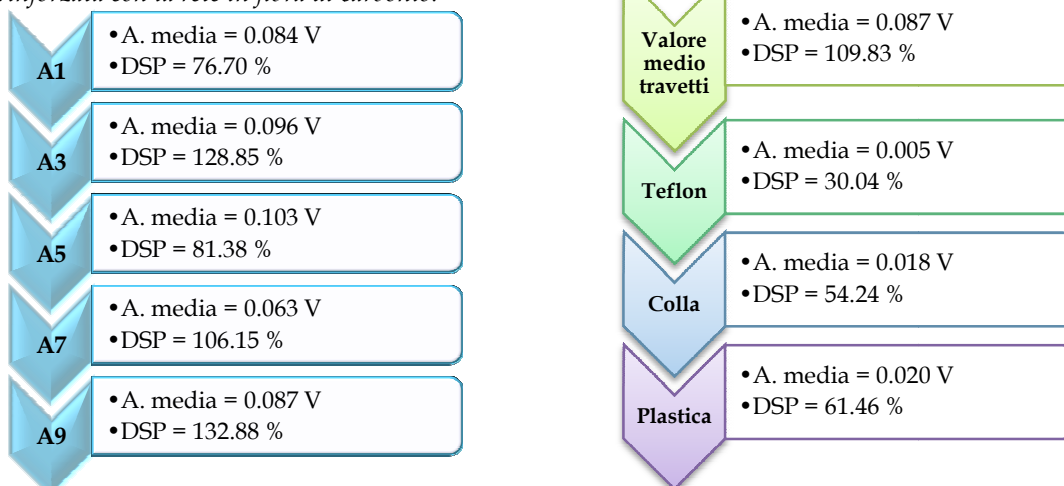 A1
•A. media = 0.084 V
•DSP = 76.70 %
A3
•A. media = 0.096 V
•DSP = 128.85 %
A5
•A. media = 0.103 V
•DSP = 81.38 %
A7
•A. media = 0.063 V
•DSP = 106.15 %
A9
•A. media = 0.087 V
•DSP = 132.88 %
Valore
medio
travetti
•A. media = 0.087 V
•DSP = 109.83 %
Teflon
•A. media = 0.005 V
•DSP = 30.04 %
Colla
•A. media = 0.018 V
•DSP = 54.24 %
Plastica
•A. media = 0.020 V
•DSP = 61.46 %